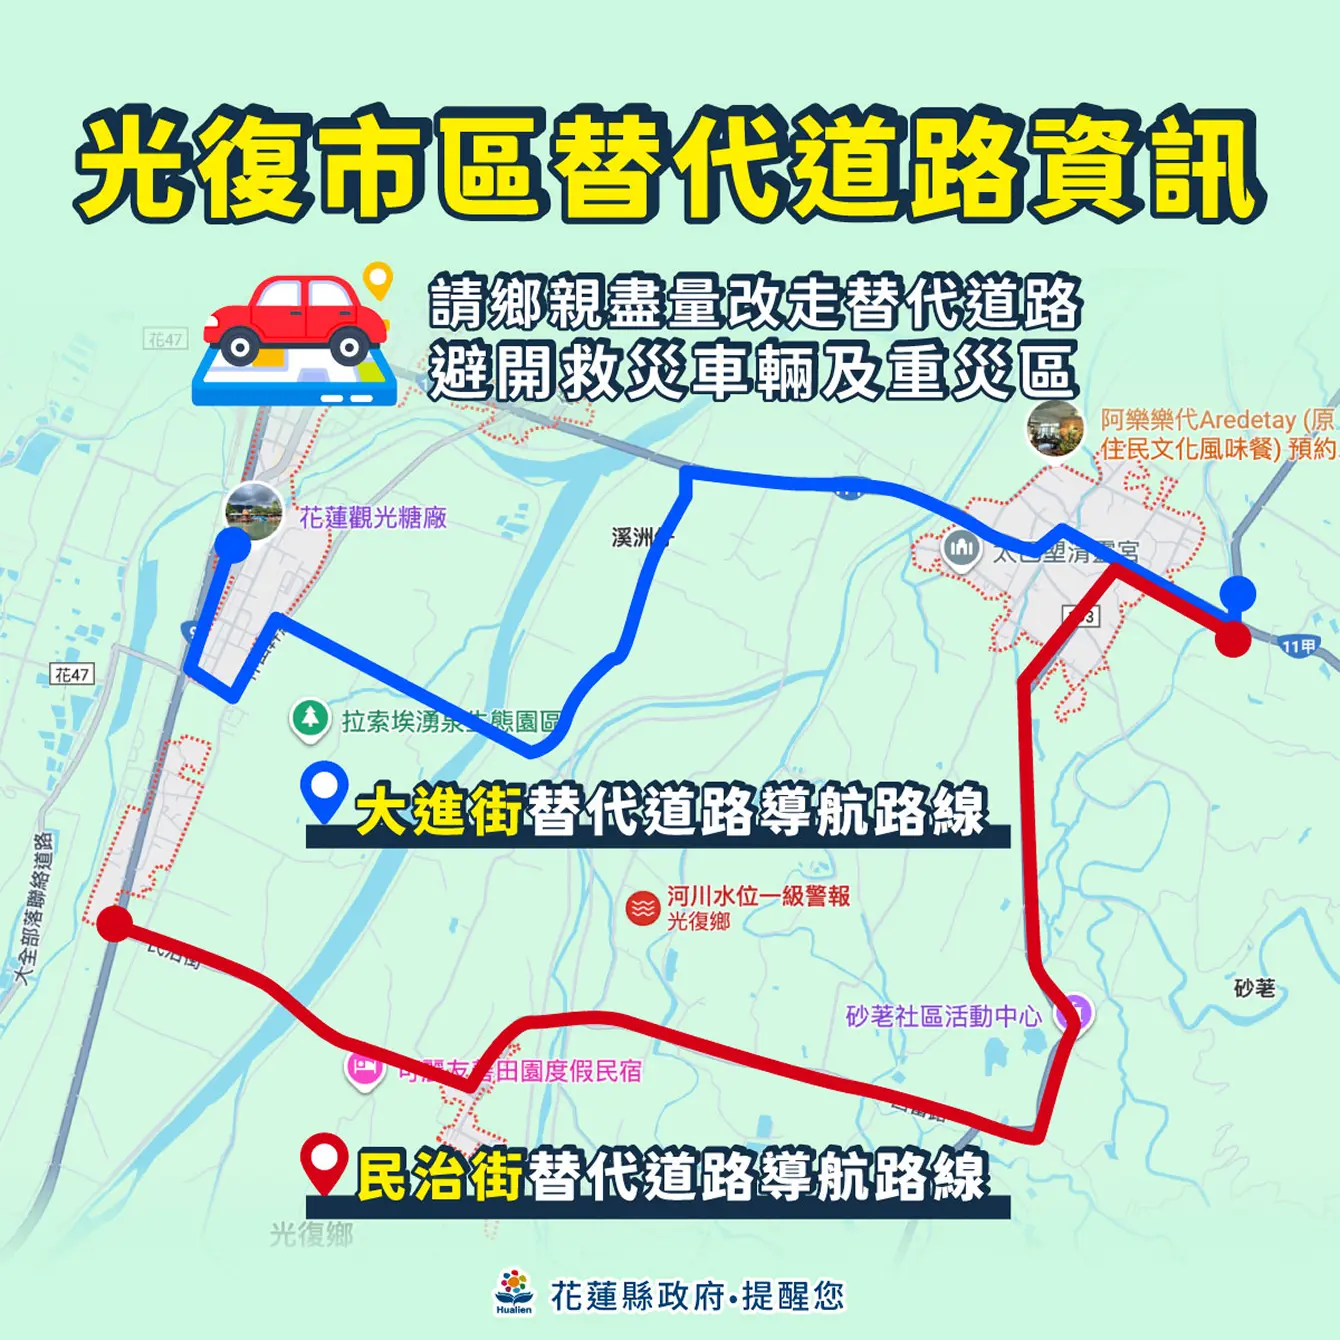 光復市區替代道路資訊
請鄉親盡量改走替代道路
避開救災車輛及重災區
花47
阿樂樂代Aredetay (原
住民文化風味餐) 預約
花蓮觀光糖廠
溪洲
11甲
花47
拉索埃湧泉生態園區
大進街替代道路導航路線
大全部落聯絡道路
河川水位一級警報
光復鄉
民治街
砂荖
砂荖社區活動中心
田園度假民宿
民治街替代道路導航路線
光復鄉
Hualien
花蓮縣政府•提醒您